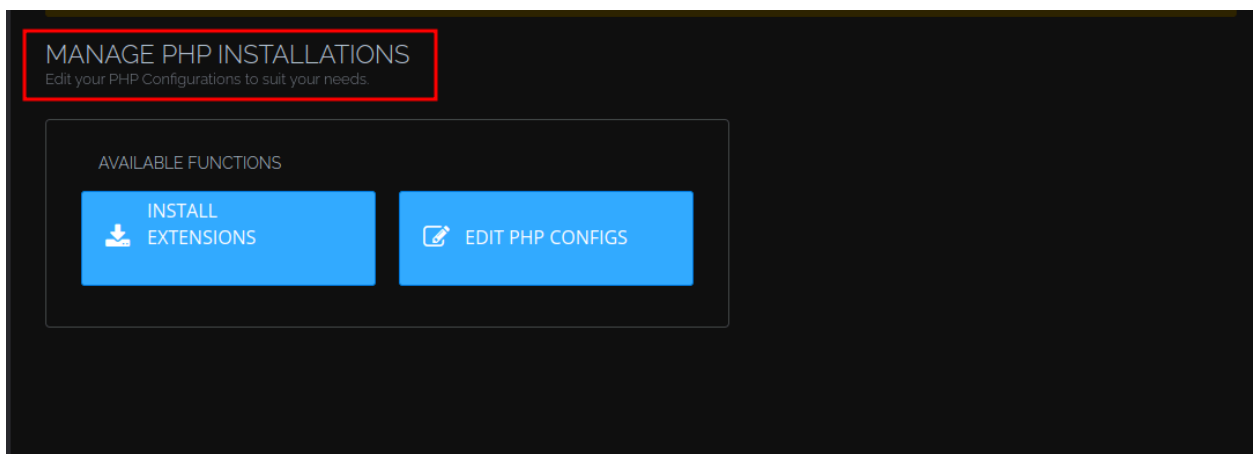 MANAGE PHP INSTALLATIONS
Edit your PHP Configurations to suit your needs.
AVAILABLE FUNCTIONS
INSTALL
EXTENSIONS
EDIT PHP CONFIGS